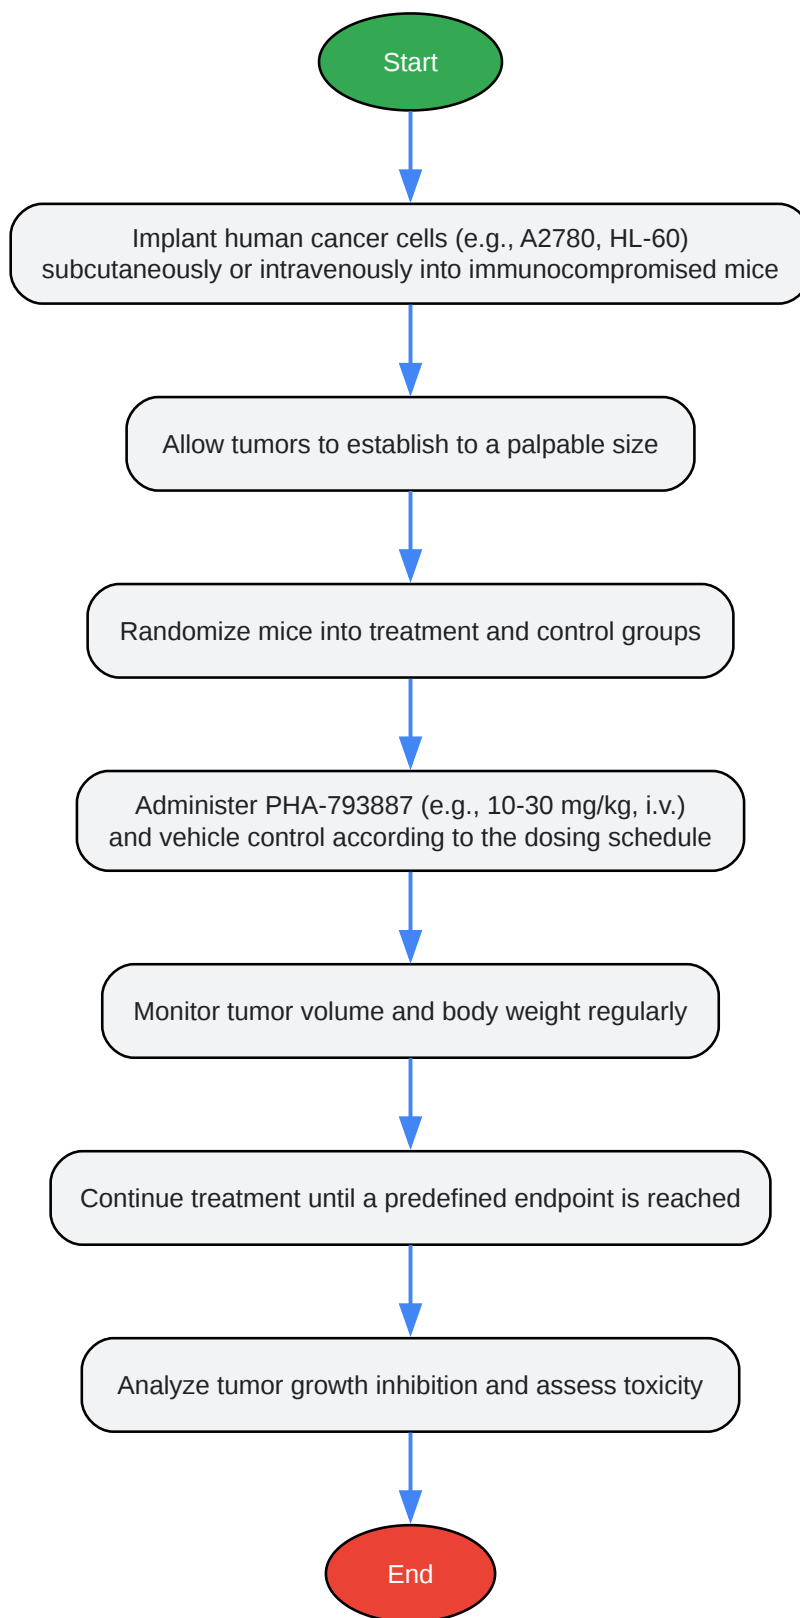 Start
Implant human cancer cells (e.g., A2780, HL-60)
subcutaneously or intravenously into immunocompromised mice
Allow tumors to establish to a palpable size
Randomize mice into treatment and control groups
Administer PHA-793887 (e.g., 10-30 mg/kg, i.v.)
and vehicle control according to the dosing schedule
Monitor tumor volume and body weight regularly
Continue treatment until a predefined endpoint is reached
Analyze tumor growth inhibition and assess toxicity
End